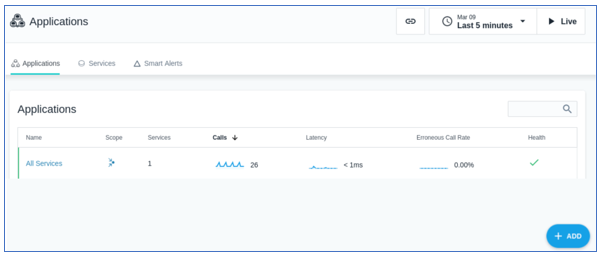 Applications
Mar 09
Last 5 minutes
Live
Applications
Services
Smart Alerts
Applications
Name
Scope
Services
Calls
Latency
Erroneous Call Rate
Health
All Services
1
26
< 1ms
0.00%
ADD